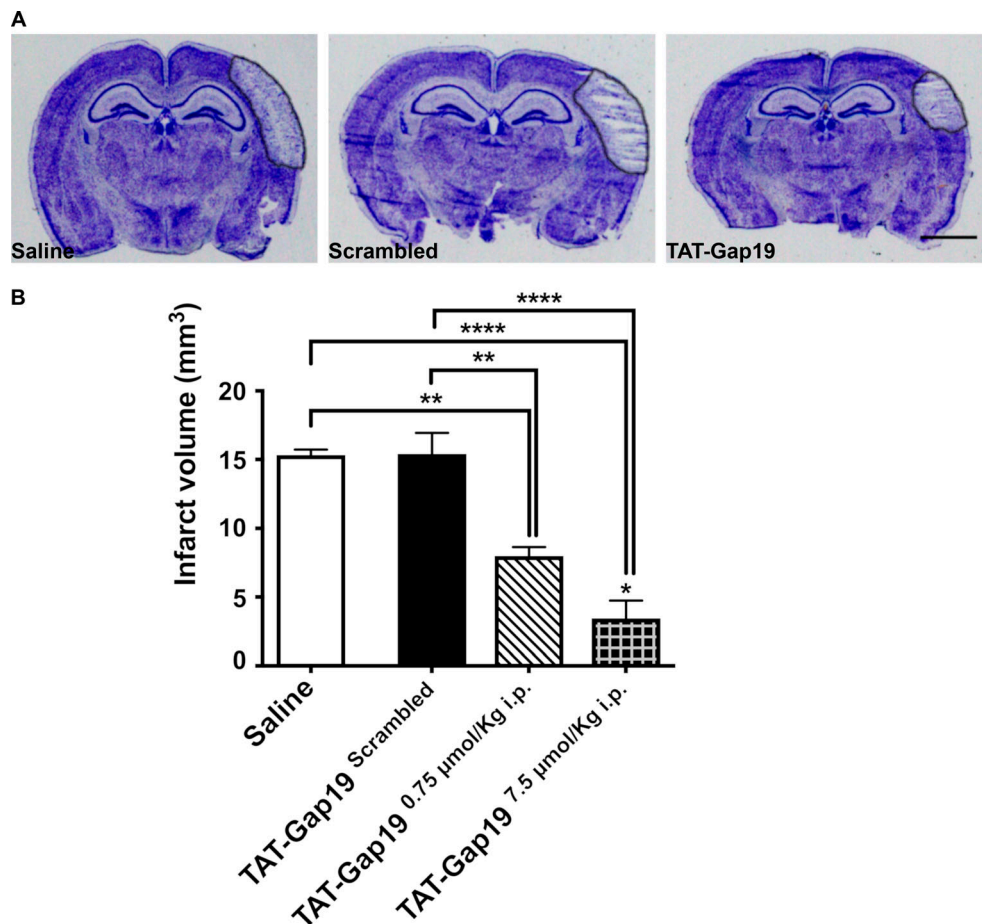 A
Saline
Scrambled
TAT-Gap19
B
Infarct volume (mm³)
20
15
10
5
0
****
****
**
**
*
Saline
TAT-Gap19 Scrambled
TAT-Gap19 0.75 µmol/Kg i.p.
TAT-Gap19 7.5 µmol/Kg i.p.